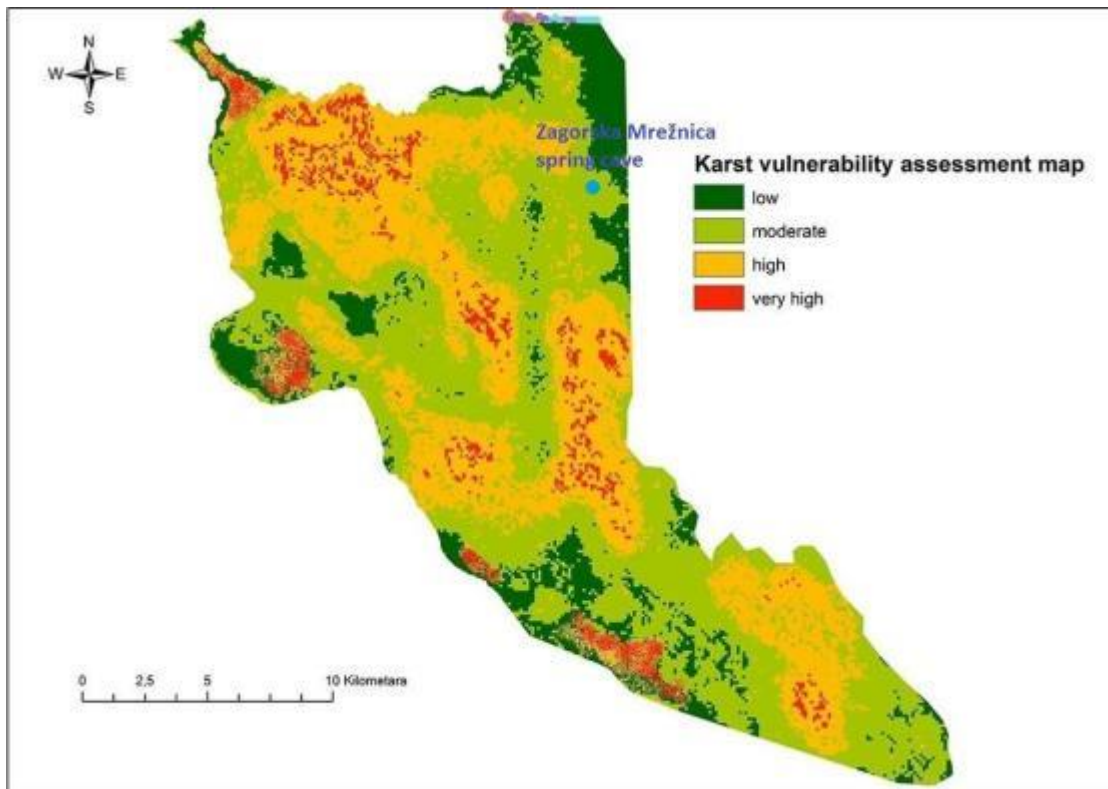 N
W E
S
Zagorska Mrežnica
spring cave
Karst vulnerability assessment map
low
moderate
high
very high
0 2,5 5 10 Kilometara